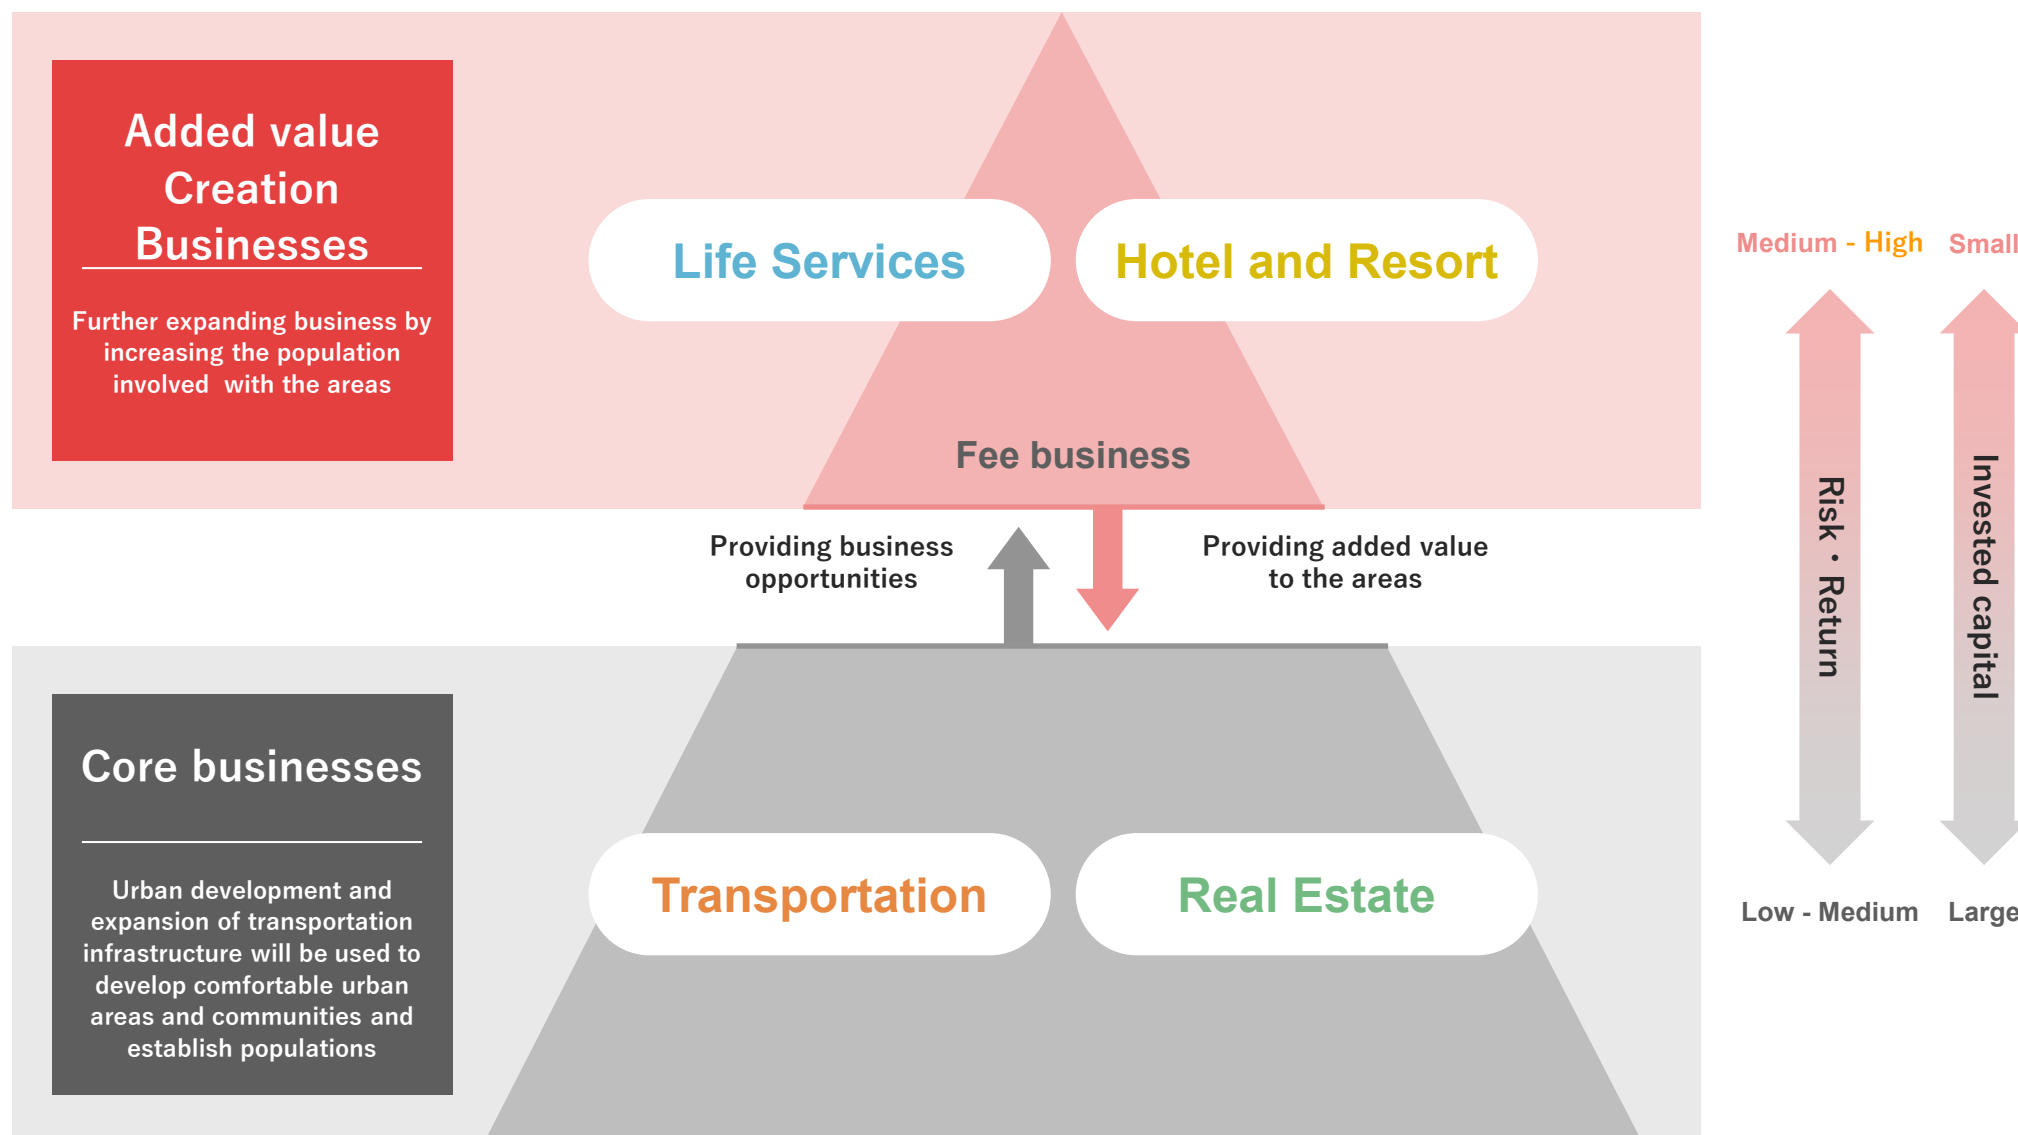 Added value
Creation
Businesses
Further expanding business by
increasing the population
involved with the areas
Life Services
Hotel and Resort
Fee business
Providing business
opportunities
Providing added value
to the areas
Core businesses
Urban development and
expansion of transportation
infrastructure will be used to
develop comfortable urban
areas and communities and
establish populations
Transportation
Real Estate
Medium - High
Small
Risk・Return
Invested capital
Low - Medium
Large